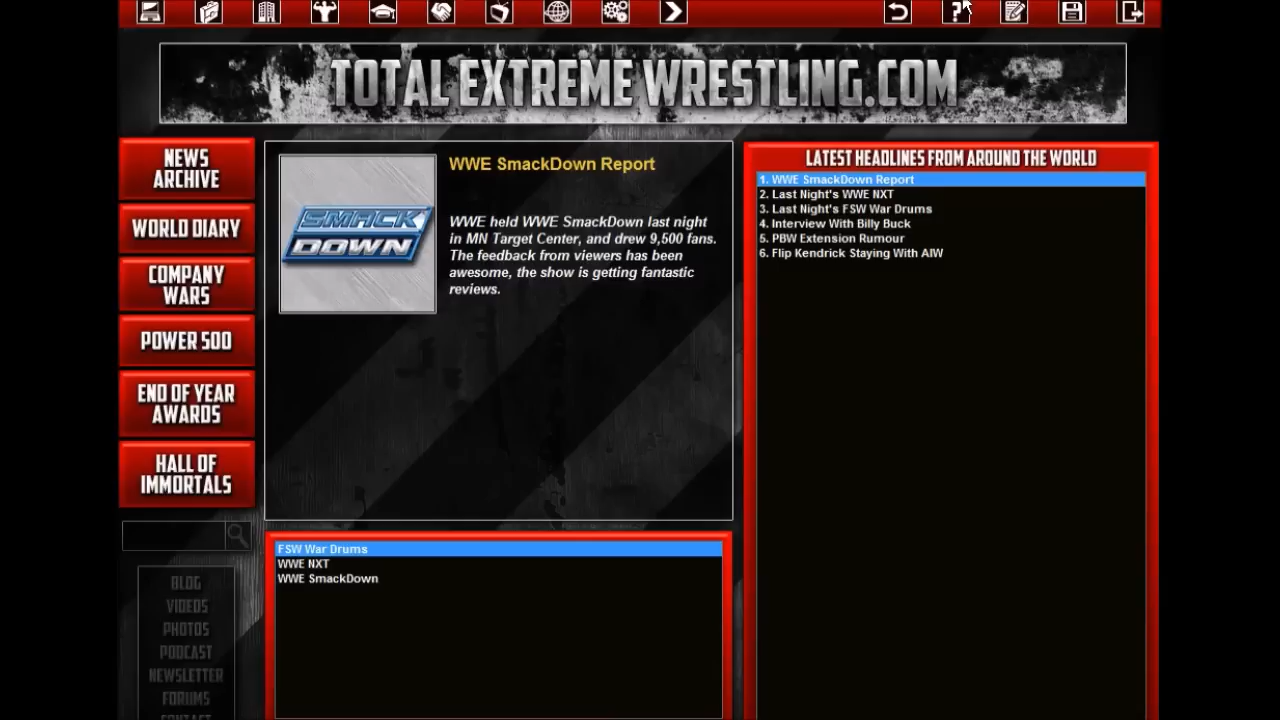 TOTAL EXTREME WRESTLING.COM
NEWS
ARCHIVE
WORLD DIARY
COMPANY
WARS
POWER 500
END OF YEAR
AWARDS
HALL OF
IMMORTALS
BLOG
VIDEOS
PHOTOS
PODCAST
NEWSLETTER
FORUMS
CONTACT
SMACK
DOWN
WWE SmackDown Report
WWE held WWE SmackDown last night
in MN Target Center, and drew 9,500 fans.
The feedback from viewers has been
awesome, the show is getting fantastic
reviews.
FSW War Drums
WWE NXT
WWE SmackDown
LATEST HEADLINES FROM AROUND THE WORLD
1. WWE SmackDown Report
2. Last Night's WWE NXT
3. Last Night's FSW War Drums
4. Interview With Billy Buck
5. PBW Extension Rumour
6. Flip Kendrick Staying With AIW